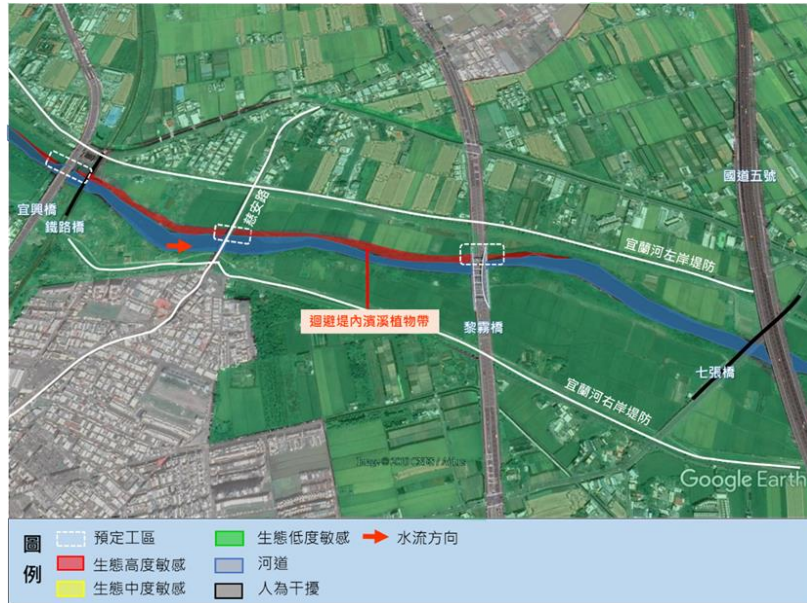 國道五號
慈安路
宜興橋
鐵路橋
宜蘭河左岸堤防
迴避堤內濱溪植物帶
黎霧橋
七張橋
宜蘭河右岸堤防
Google Earth
圖例
預定工區
生態低度敏感
水流方向
生態高度敏感
河道
生態中度敏感
人為干擾